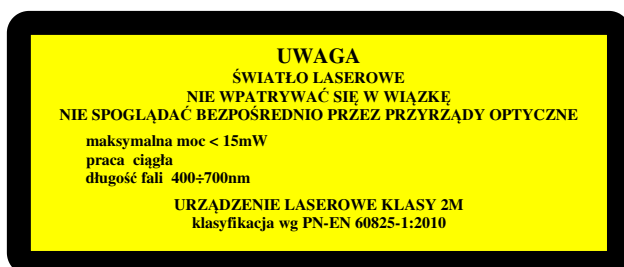 UWAGA
ŚWIATŁO LASEROWE
NIE WPATRYWAĆ SIĘ W WIĄZKĘ
NIE SPOGLĄDAĆ BEZPOŚREDNIO PRZEZ PRZYRZĄDY OPTYCZNE
maksymalna moc < 15mW
praca ciągła
długość fali 400÷700nm
URZĄDZENIE LASEROWE KLASY 2M
klasyfikacja wg PN-EN 60825-1:2010